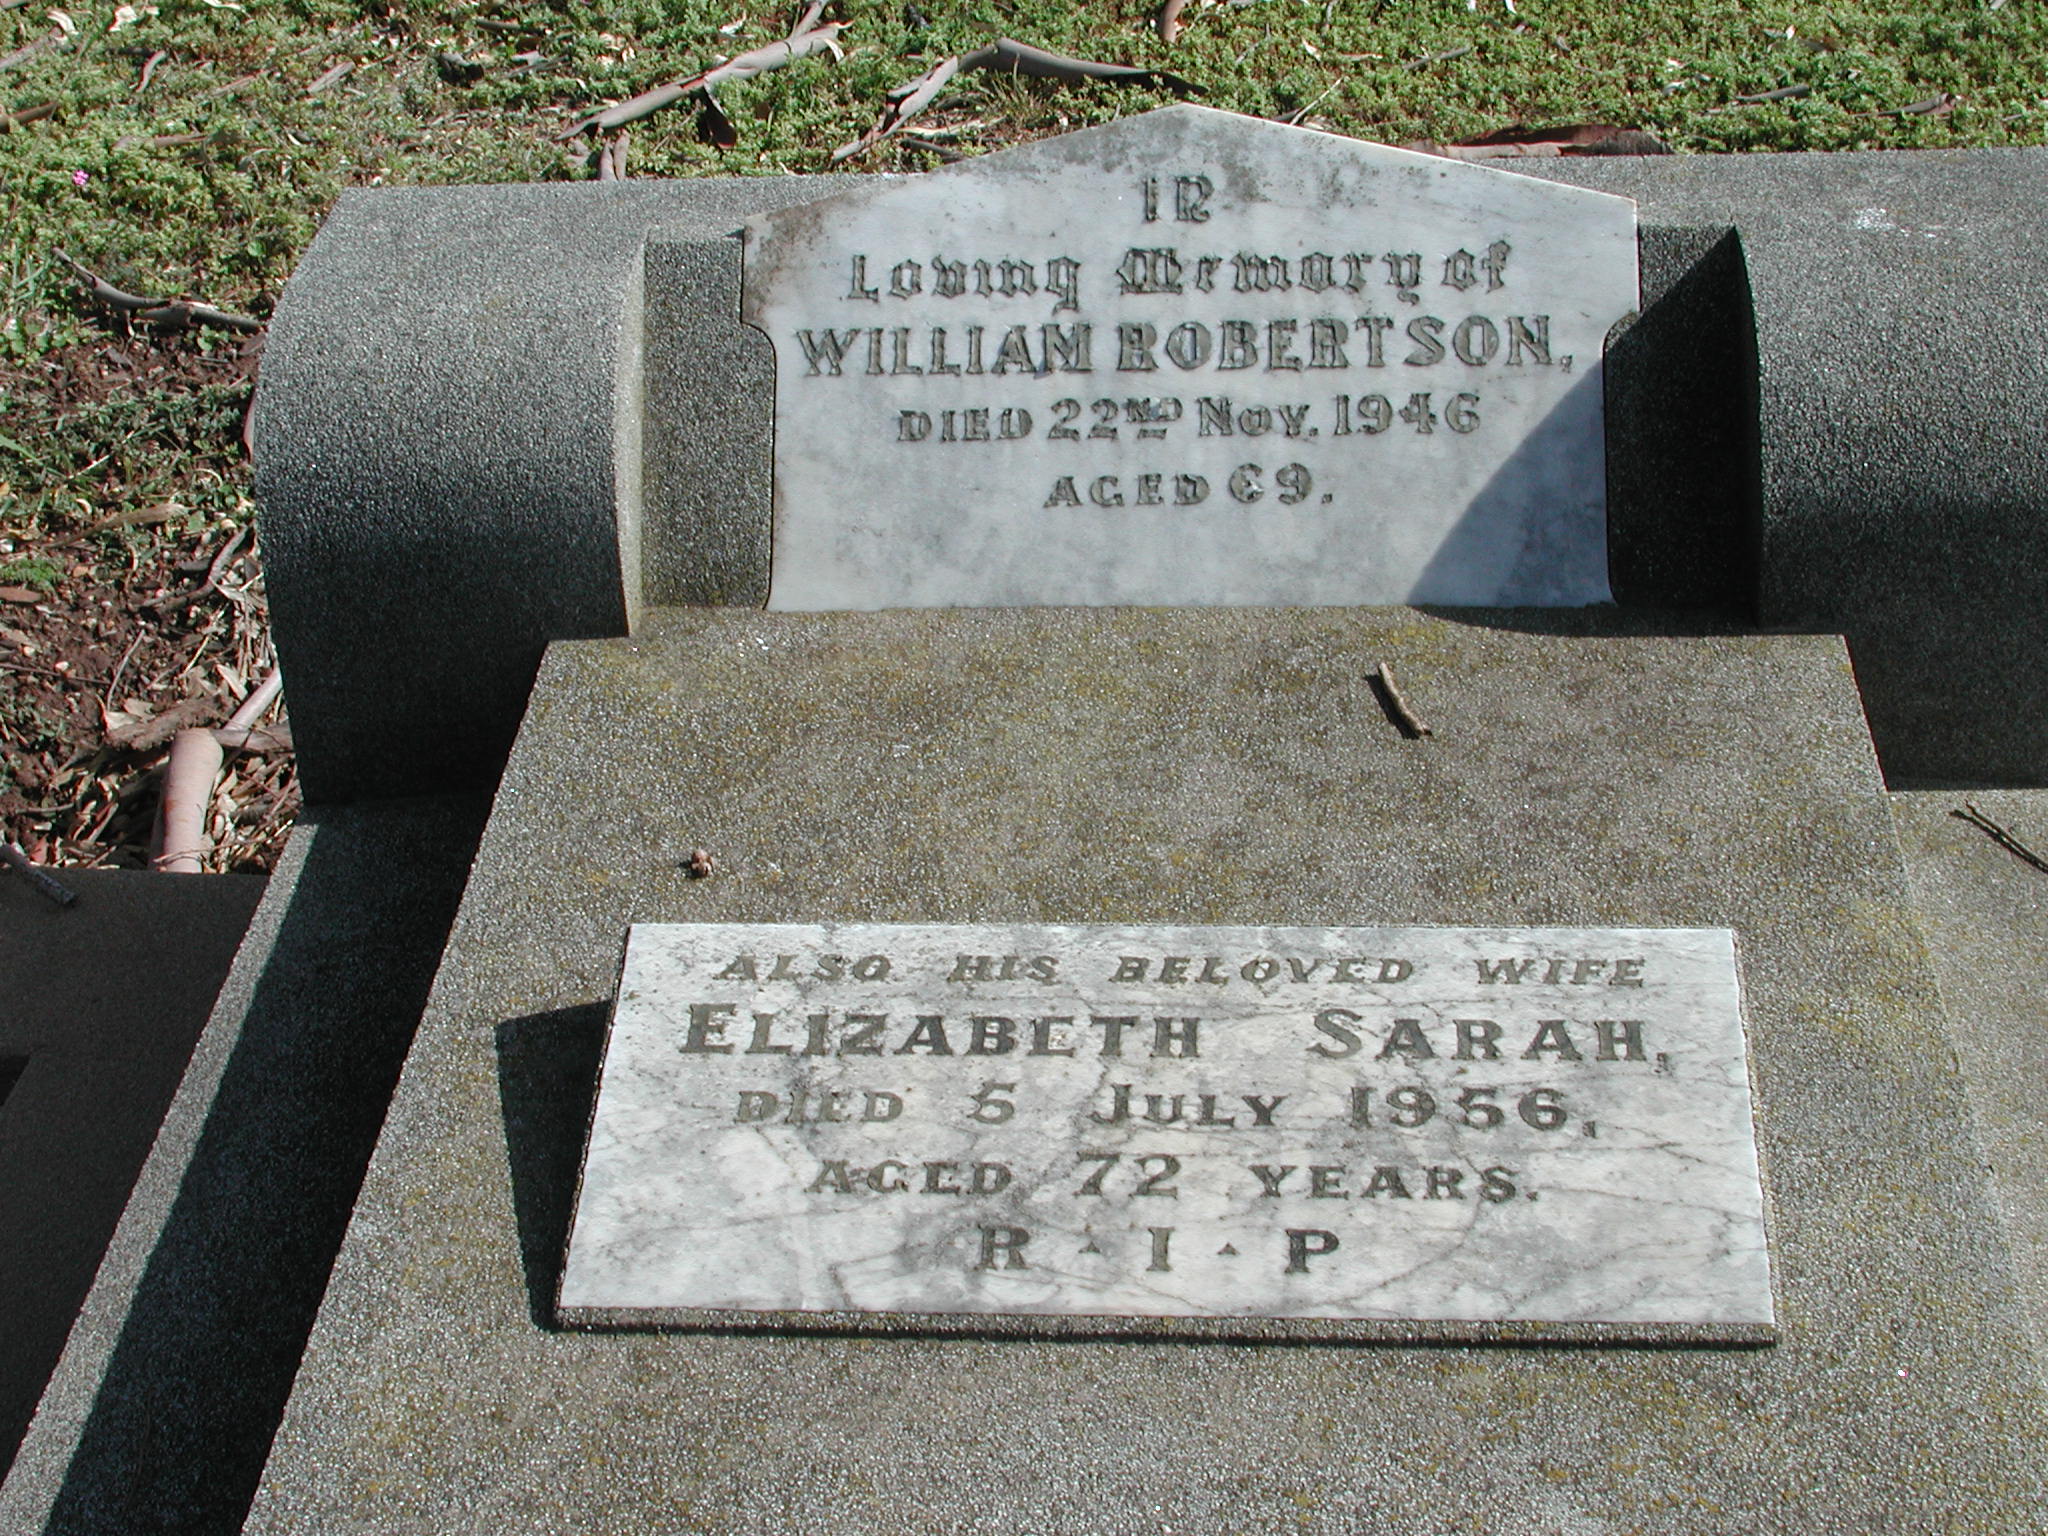 IN
Loving Memory of
WILLIAM ROBERTSON,
DIED 22ND NOV. 1946
AGED 69.
ALSO HIS BELOVED WIFE
ELIZABETH SARAH,
DIED 5 JULY 1956,
AGED 72 YEARS.
R · I · P